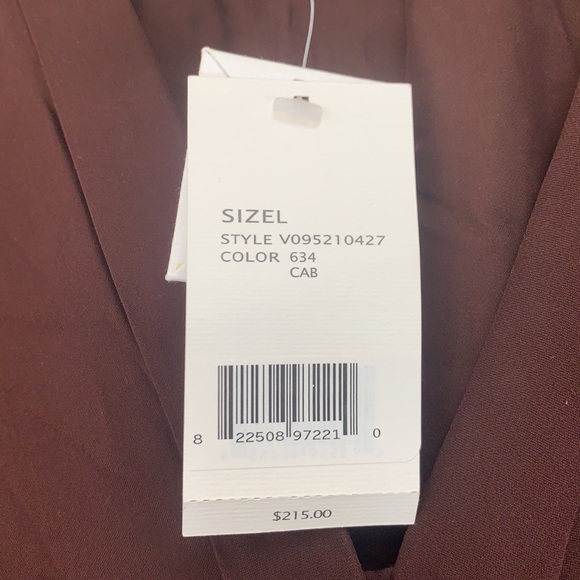 SIZEL
STYLE V095210427
COLOR 634
CAB
8 22508 97221 0
$215.00